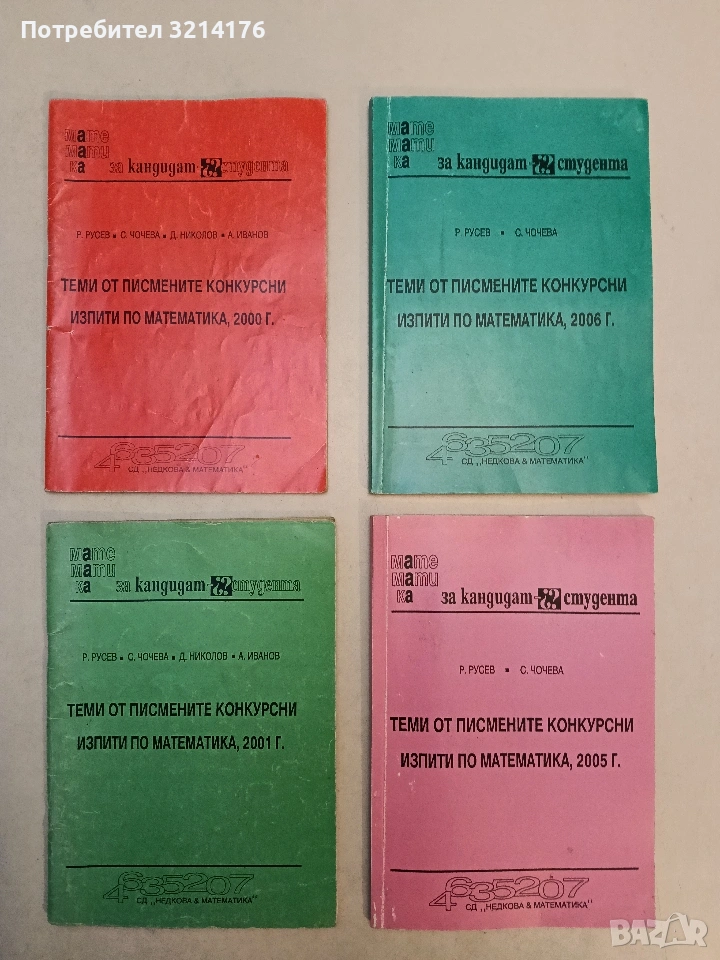 Потребител 3214176
мате
мати
ка
за кандидат-студента
Р. РУСЕВ ▪ С. ЧОЧЕВА ▪ Д. НИКОЛОВ ▪ А. ИВАНОВ
ТЕМИ ОТ ПИСМЕНИТЕ КОНКУРСНИ
ИЗПИТИ ПО МАТЕМАТИКА, 2000 Г.
4635207
СД „НЕДКОВА & МАТЕМАТИКА"
мате
мати
ка
за кандидат-студента
Р. РУСЕВ ▪ С. ЧОЧЕВА
ТЕМИ ОТ ПИСМЕНИТЕ КОНКУРСНИ
ИЗПИТИ ПО МАТЕМАТИКА, 2006 Г.
4635207
СД „НЕДКОВА & МАТЕМАТИКА"
мате
мати
ка
за кандидат-студента
Р. РУСЕВ ▪ С. ЧОЧЕВА ▪ Д. НИКОЛОВ ▪ А. ИВАНОВ
ТЕМИ ОТ ПИСМЕНИТЕ КОНКУРСНИ
ИЗПИТИ ПО МАТЕМАТИКА, 2001 Г.
4635207
СД „НЕДКОВА & МАТЕМАТИКА"
мате
мати
ка
за кандидат-студента
Р. РУСЕВ ▪ С. ЧОЧЕВА
ТЕМИ ОТ ПИСМЕНИТЕ КОНКУРСНИ
ИЗПИТИ ПО МАТЕМАТИКА, 2005 Г.
4635207
СД „НЕДКОВА & МАТЕМАТИКА"
BAZAR